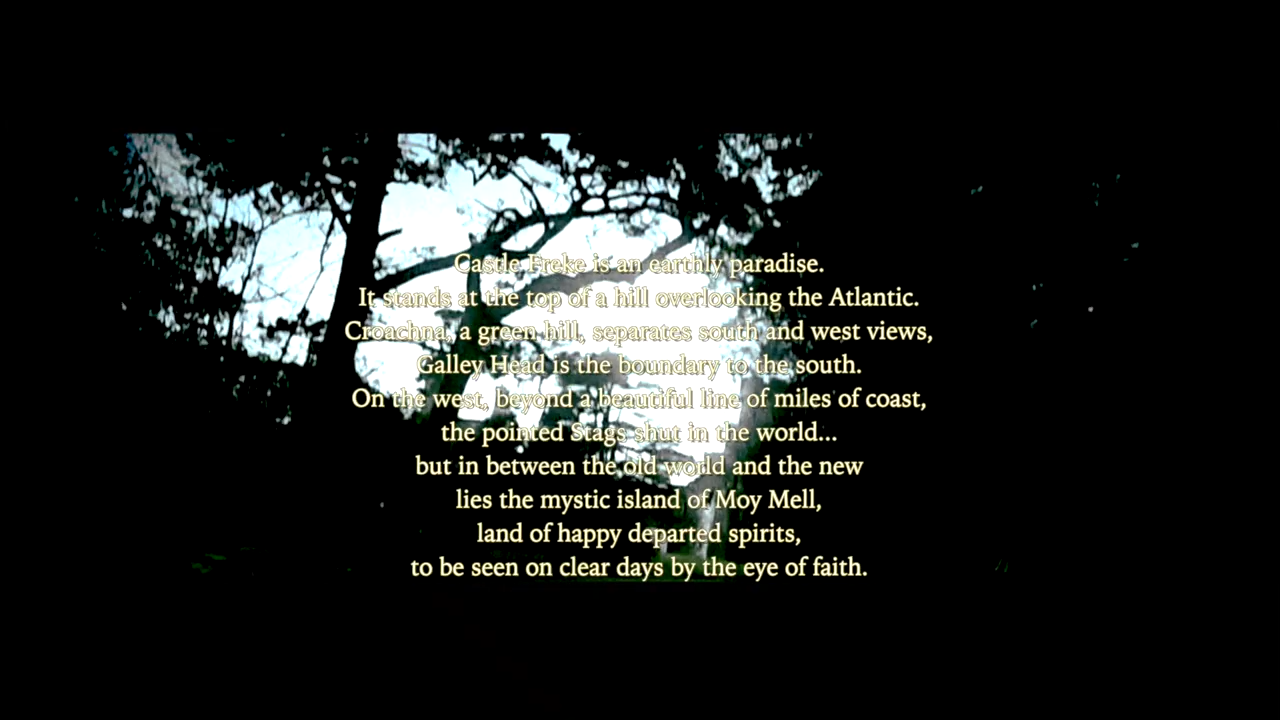 Castle Freke is an earthly paradise.
It stands at the top of a hill overlooking the Atlantic.
Croachna, a green hill, separates south and west views,
Galley Head is the boundary to the south.
On the west, beyond a beautiful line of miles of coast,
the pointed Stags shut in the world...
but in between the old world and the new
lies the mystic island of Moy Mell,
land of happy departed spirits,
to be seen on clear days by the eye of faith.